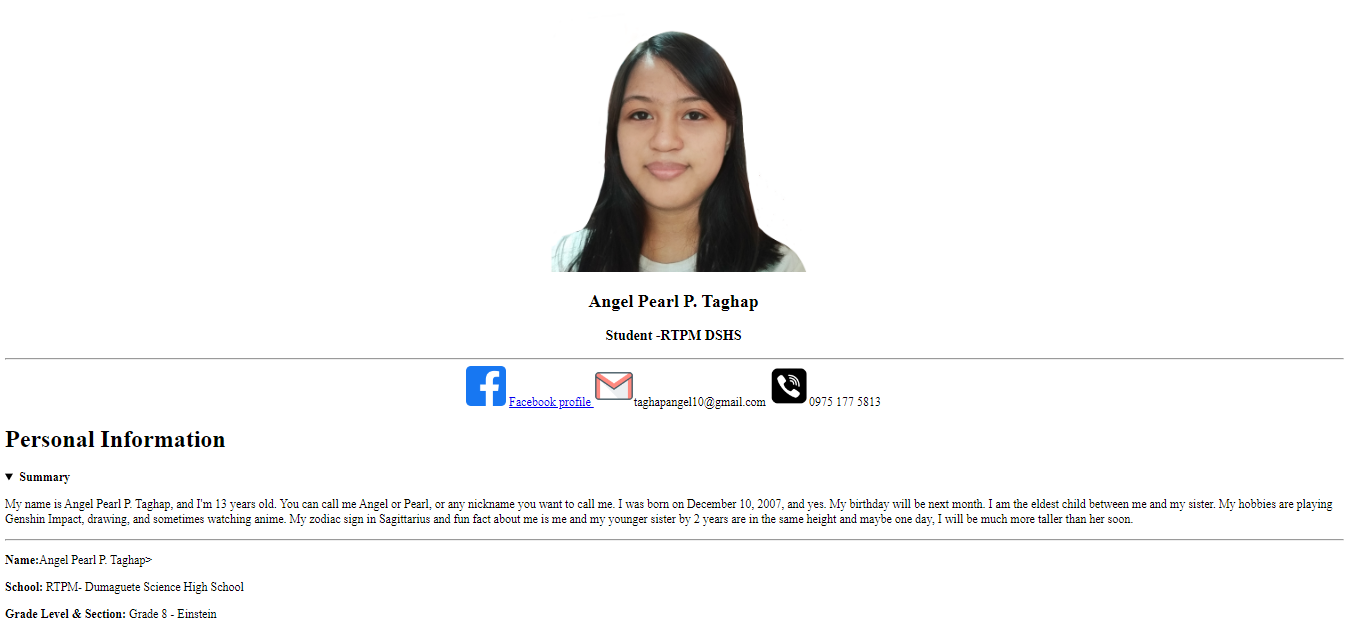 Angel Pearl P. Taghap
Student -RTPM DSHS
Facebook profile taghapangel10@gmail.com 0975 177 5813
Personal Information
Summary
My name is Angel Pearl P. Taghap, and I'm 13 years old. You can call me Angel or Pearl, or any nickname you want to call me. I was born on December 10, 2007, and yes. My birthday will be next month. I am the eldest child between me and my sister. My hobbies are playing
Genshin Impact, drawing, and sometimes watching anime. My zodiac sign in Sagittarius and fun fact about me is me and my younger sister by 2 years are in the same height and maybe one day, I will be much more taller than her soon.
Name:Angel Pearl P. Taghap>
School: RTPM- Dumaguete Science High School
Grade Level & Section: Grade 8 - Einstein